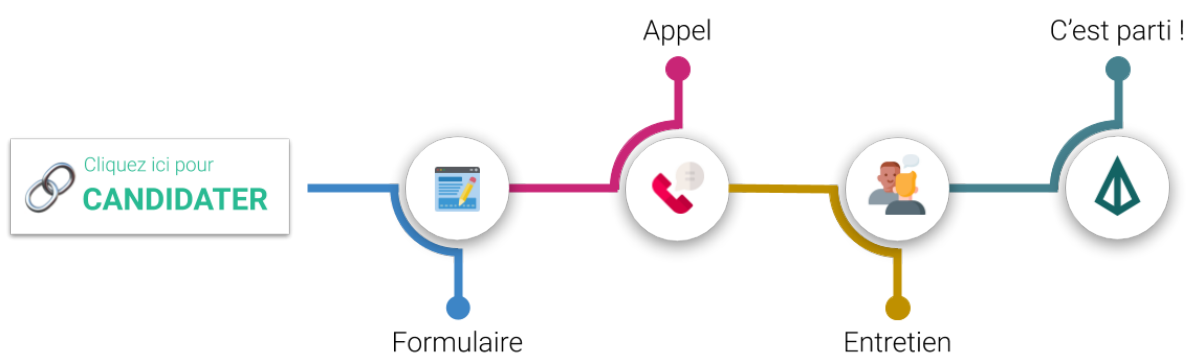 Cliquez ici pour
CANDIDATER
Formulaire
Appel
Entretien
C’est parti !